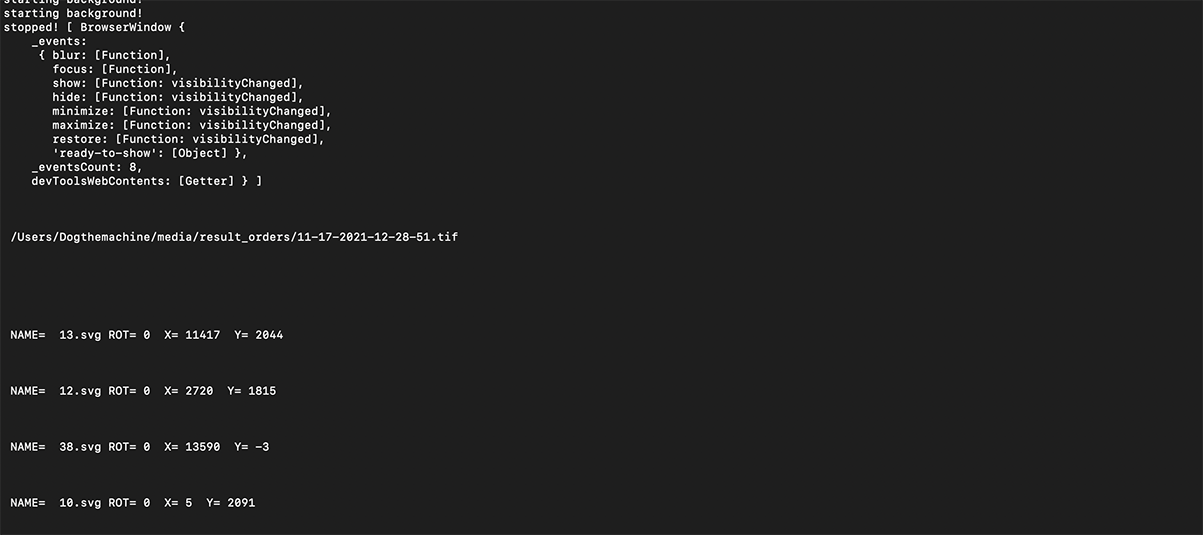 starting background!
starting background!
stopped! [ BrowserWindow {
    _events:
     { blur: [Function],
       focus: [Function],
       show: [Function: visibilityChanged],
       hide: [Function: visibilityChanged],
       minimize: [Function: visibilityChanged],
       maximize: [Function: visibilityChanged],
       restore: [Function: visibilityChanged],
       'ready-to-show': [Object] },
    _eventsCount: 8,
    devToolsWebContents: [Getter] } ]
/Users/Dogthemachine/media/result_orders/11-17-2021-12-28-51.tif
NAME=  13.svg ROT= 0  X= 11417  Y= 2044
NAME=  12.svg ROT= 0  X= 2720  Y= 1815
NAME=  38.svg ROT= 0  X= 13590  Y= -3
NAME=  10.svg ROT= 0  X= 5  Y= 2091